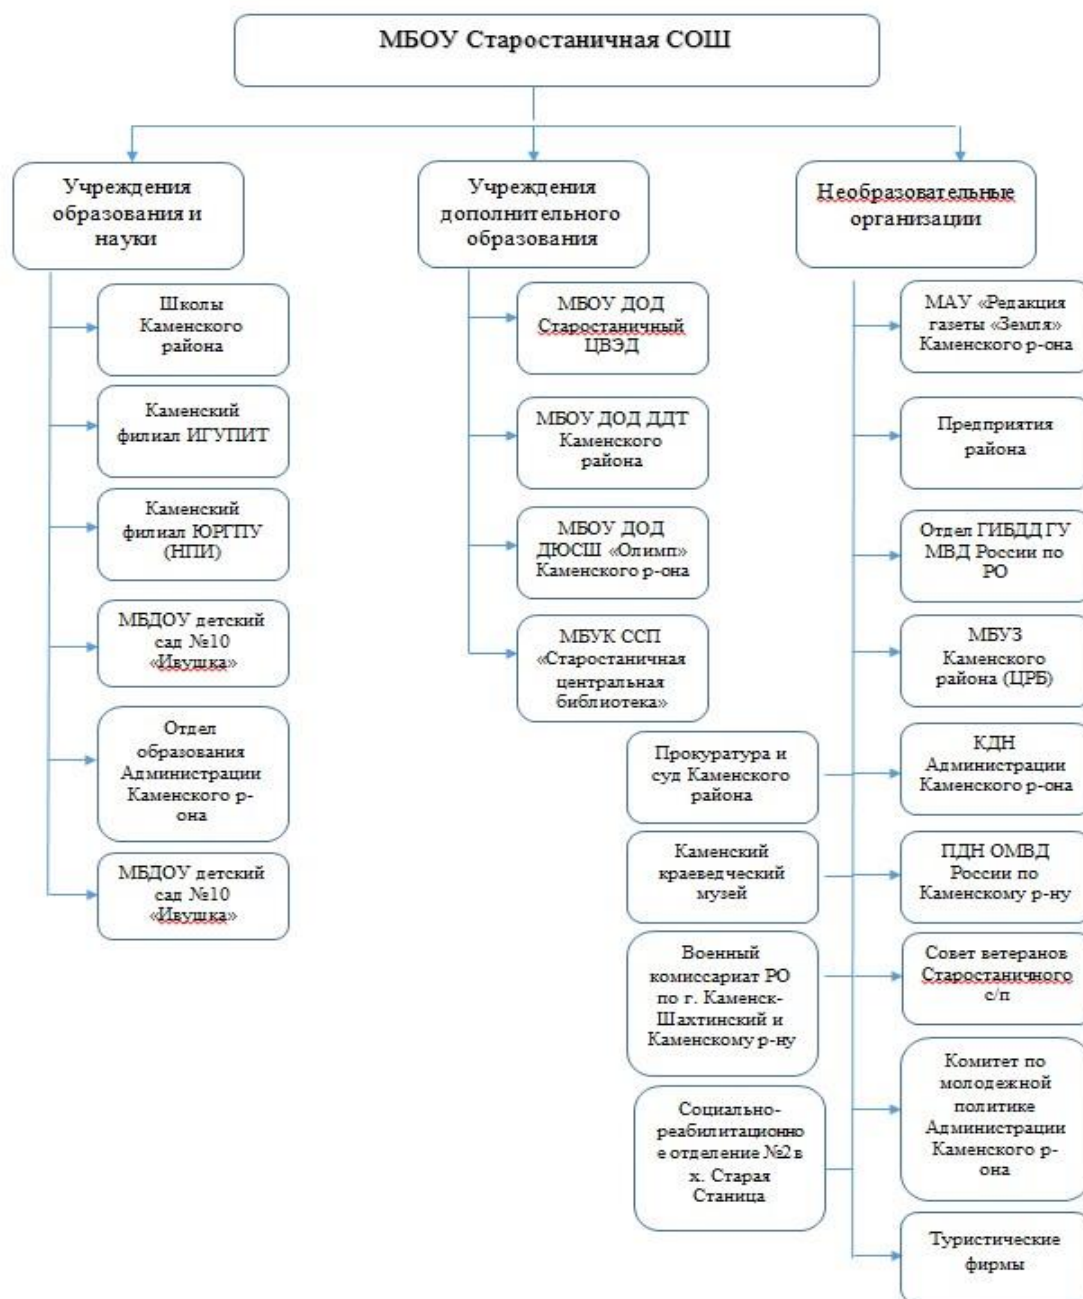 МБОУ Старостаничная СОШ
Учреждения
образования и
науки
Школы
Каменского
района
Каменский
филиал ИГУПИТ
Каменский
филиал ЮРГПУ
(НПИ)
МБДОУ детский
сад №10
«Ивушка»
Отдел
образования
Администрации
Каменского р-
она
МБДОУ детский
сад №10
«Ивушка»
Учреждения
дополнительного
образования
МБОУ ДОД
Старостаничный
ЦВЭД
МБОУ ДОД ДДТ
Каменского
района
МБОУ ДОД
ДЮСШ «Олимп»
Каменского р-она
МБУК ССП
«Старостаничная
центральная
библиотека»
Необразовательные
организации
МАУ «Редакция
газеты «Земля»
Каменского р-она
Предприятия
района
Отдел ГИБДД ГУ
МВД России по
РО
МБУЗ
Каменского
района (ЦРБ)
Прокуратура и
суд Каменского
района
КДН
Администрации
Каменского р-она
Каменский
краеведческий
музей
ПДН ОМВД
России по
Каменскому р-ну
Военный
комиссариат РО
по г. Каменск-
Шахтинский и
Каменскому р-ну
Совет ветеранов
Старостаничного
с/п
Социально-
реабилитационно
е отделение №2 в
х. Старая
Станица
Комитет по
молодежной
политике
Администрации
Каменского р-
она
Туристические
фирмы